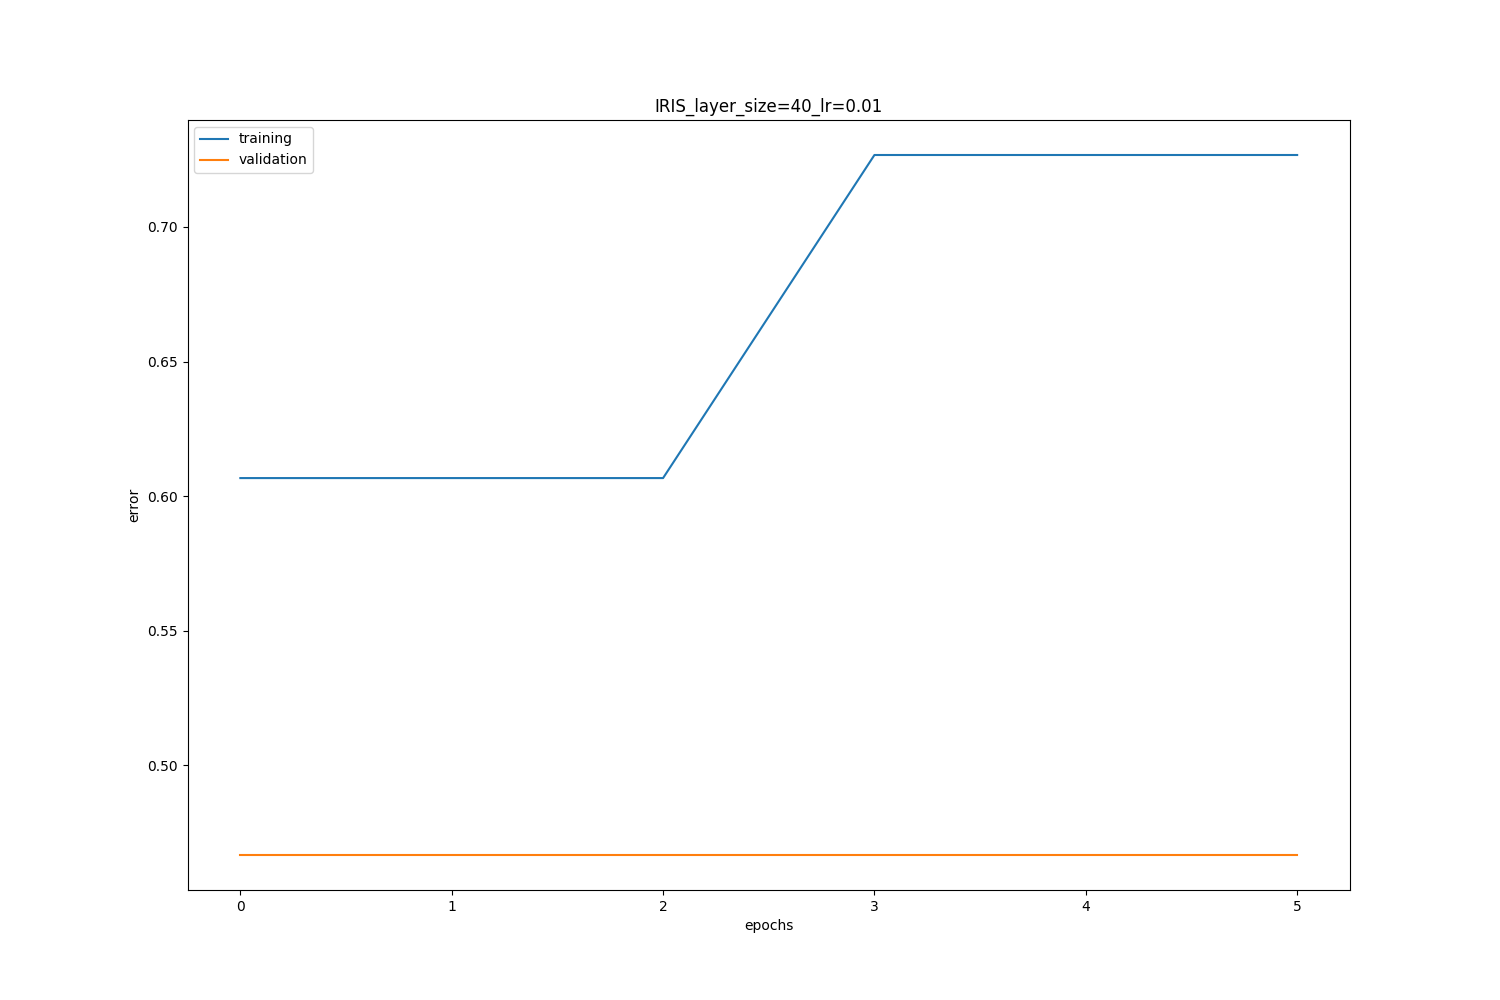 IRIS_layer_size=40_lr=0.01
training
validation
0.70
0.65
0.60
0.55
0.50
error
0 1 2 3 4 5
epochs